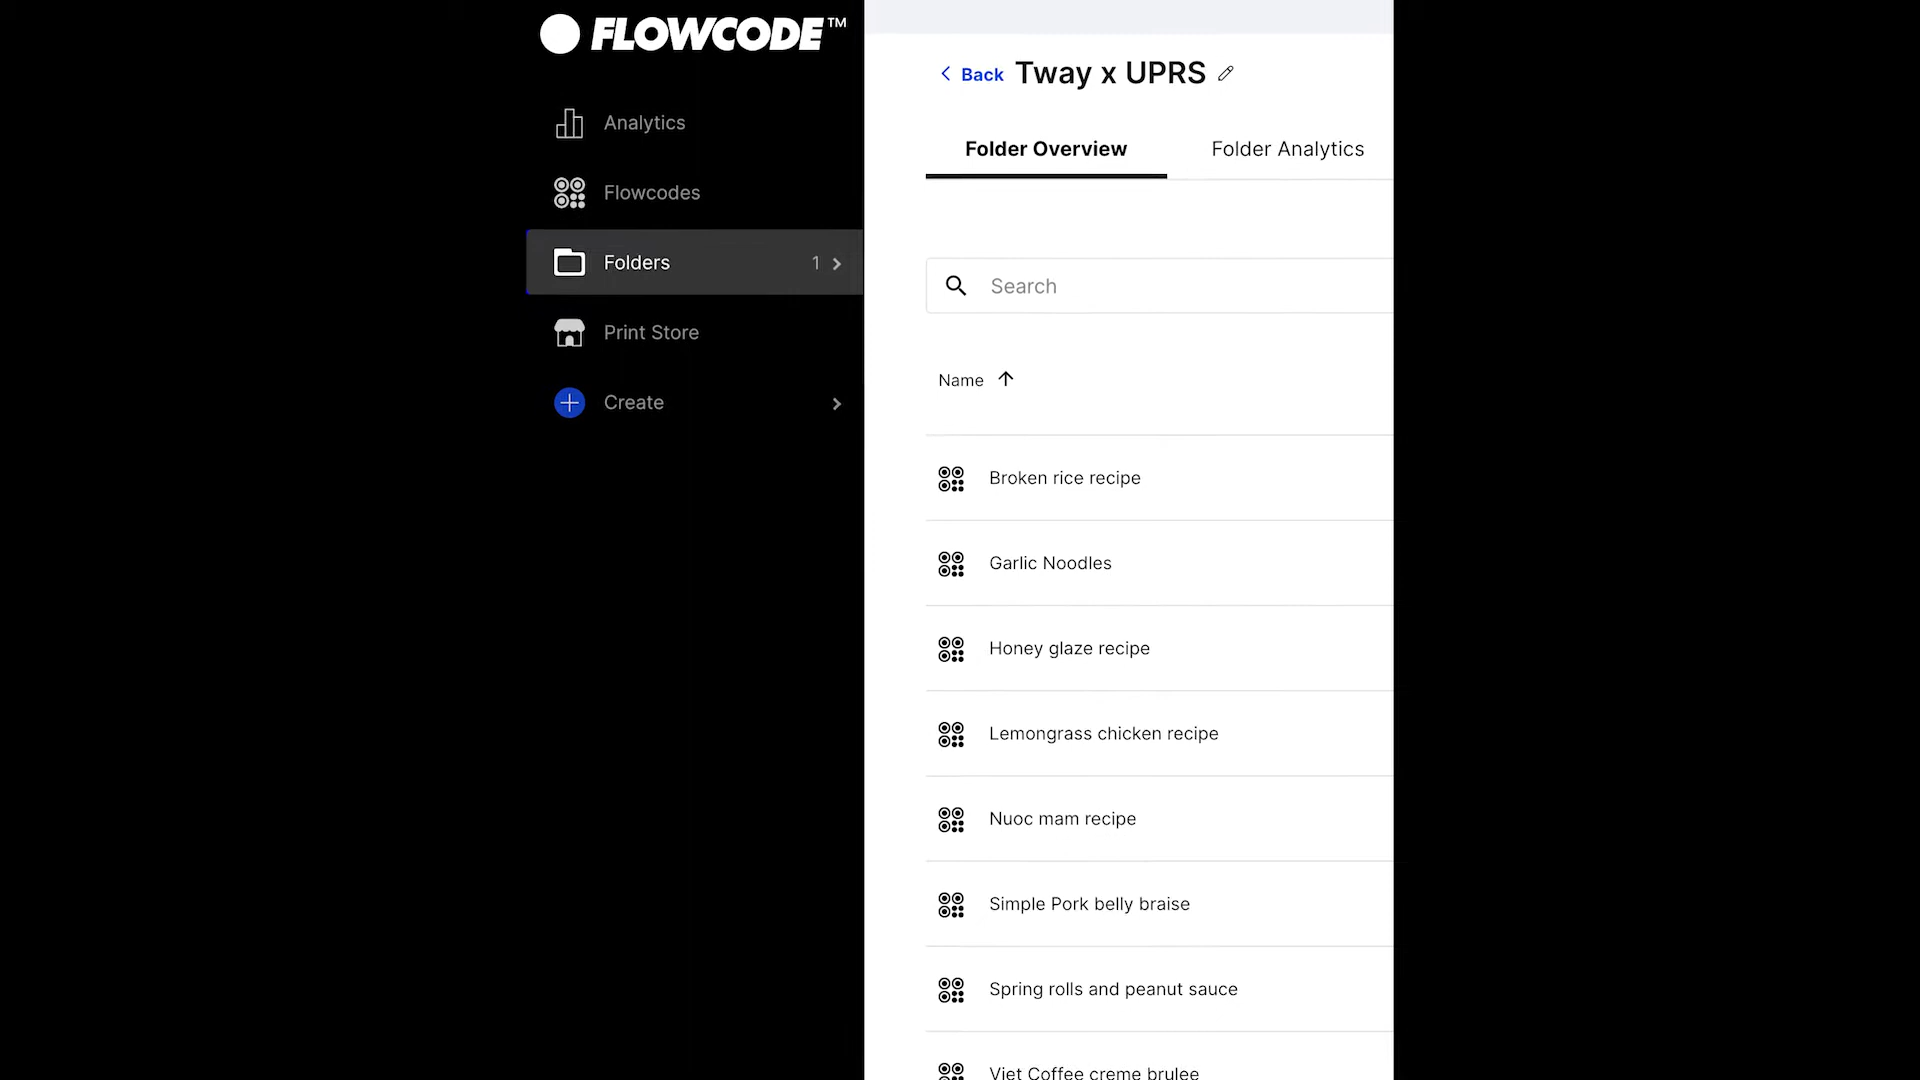 FLOWCODE™
Analytics
Flowcodes
Folders 1
Print Store
Create
Back Tway x UPRS
Folder Overview Folder Analytics
Search
Name
Broken rice recipe
Garlic Noodles
Honey glaze recipe
Lemongrass chicken recipe
Nuoc mam recipe
Simple Pork belly braise
Spring rolls and peanut sauce
Viet Coffee creme brulee